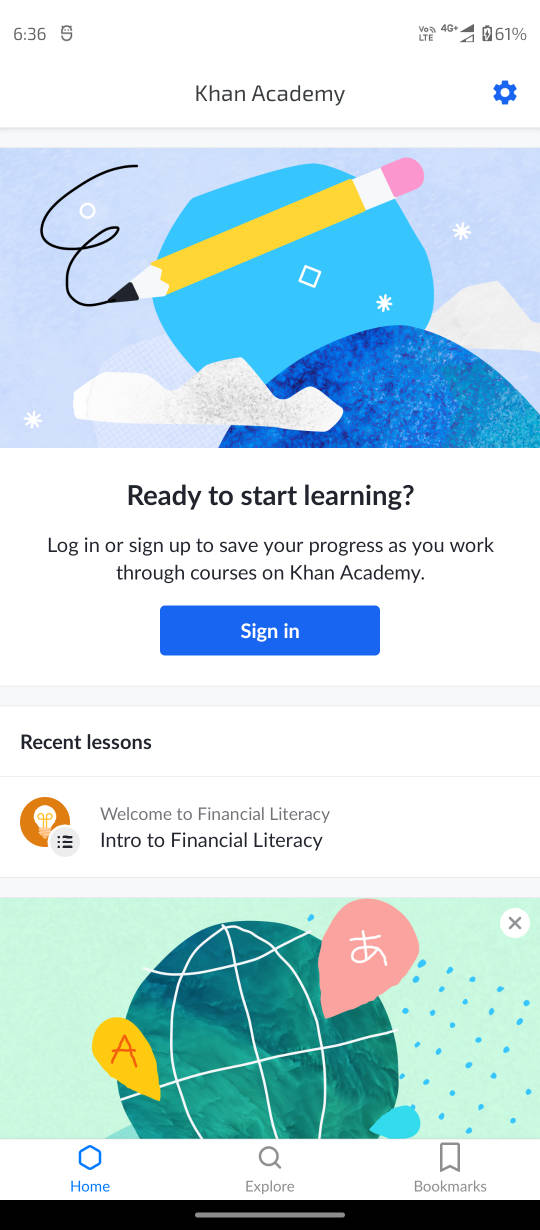 6:36
Vo LTE 4G+ 61%
Khan Academy
Ready to start learning?
Log in or sign up to save your progress as you work
through courses on Khan Academy.
Sign in
Recent lessons
Welcome to Financial Literacy
Intro to Financial Literacy
あ
A
Home
Explore
Bookmarks